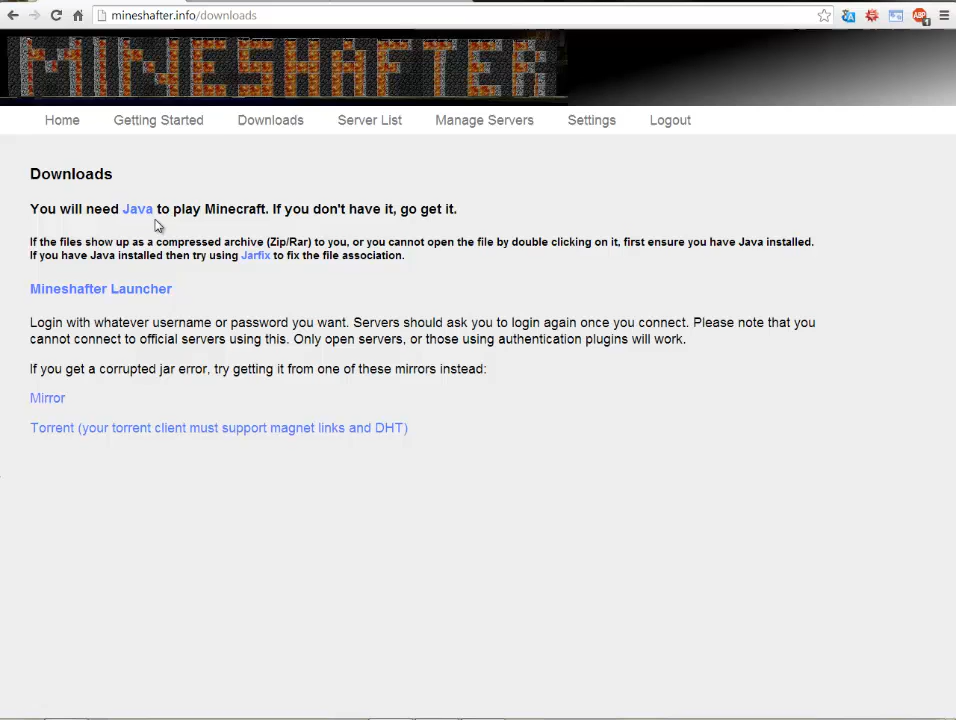 mineshafter.info/downloads
ABP
1
MINESHAFTER
Home Getting Started Downloads Server List Manage Servers Settings Logout
Downloads
You will need Java to play Minecraft. If you don't have it, go get it.
If the files show up as a compressed archive (Zip/Rar) to you, or you cannot open the file by double clicking on it, first ensure you have Java installed.
If you have Java installed then try using Jarfix to fix the file association.
Mineshafter Launcher
Login with whatever username or password you want. Servers should ask you to login again once you connect. Please note that you
cannot connect to official servers using this. Only open servers, or those using authentication plugins will work.
If you get a corrupted jar error, try getting it from one of these mirrors instead:
Mirror
Torrent (your torrent client must support magnet links and DHT)